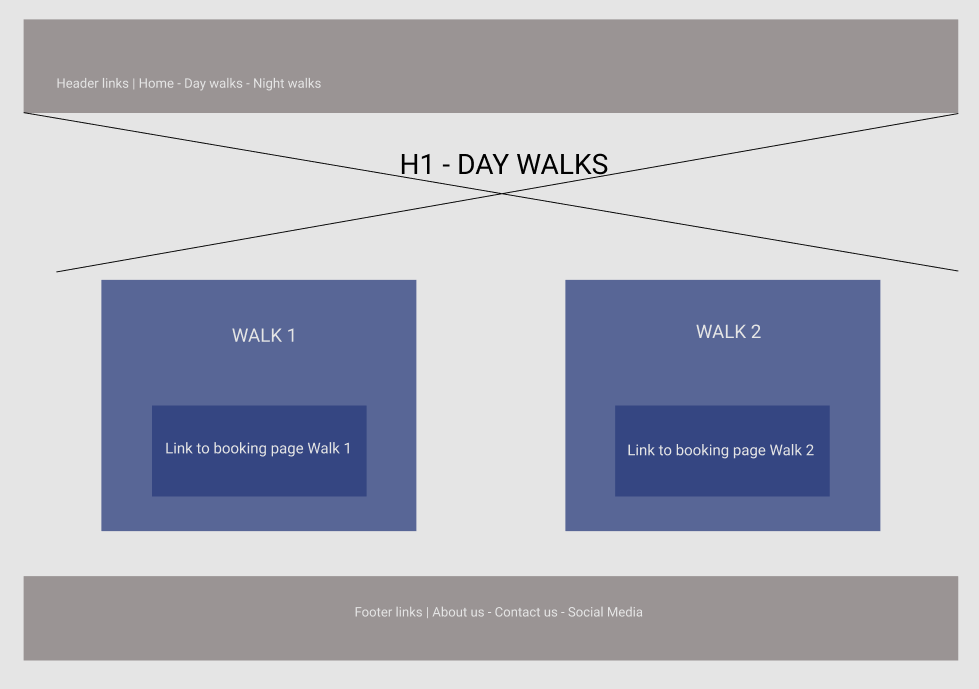 Header links | Home - Day walks - Night walks
H1 - DAY WALKS
WALK 1
WALK 2
Link to booking page Walk 1
Link to booking page Walk 2
Footer links | About us - Contact us - Social Media